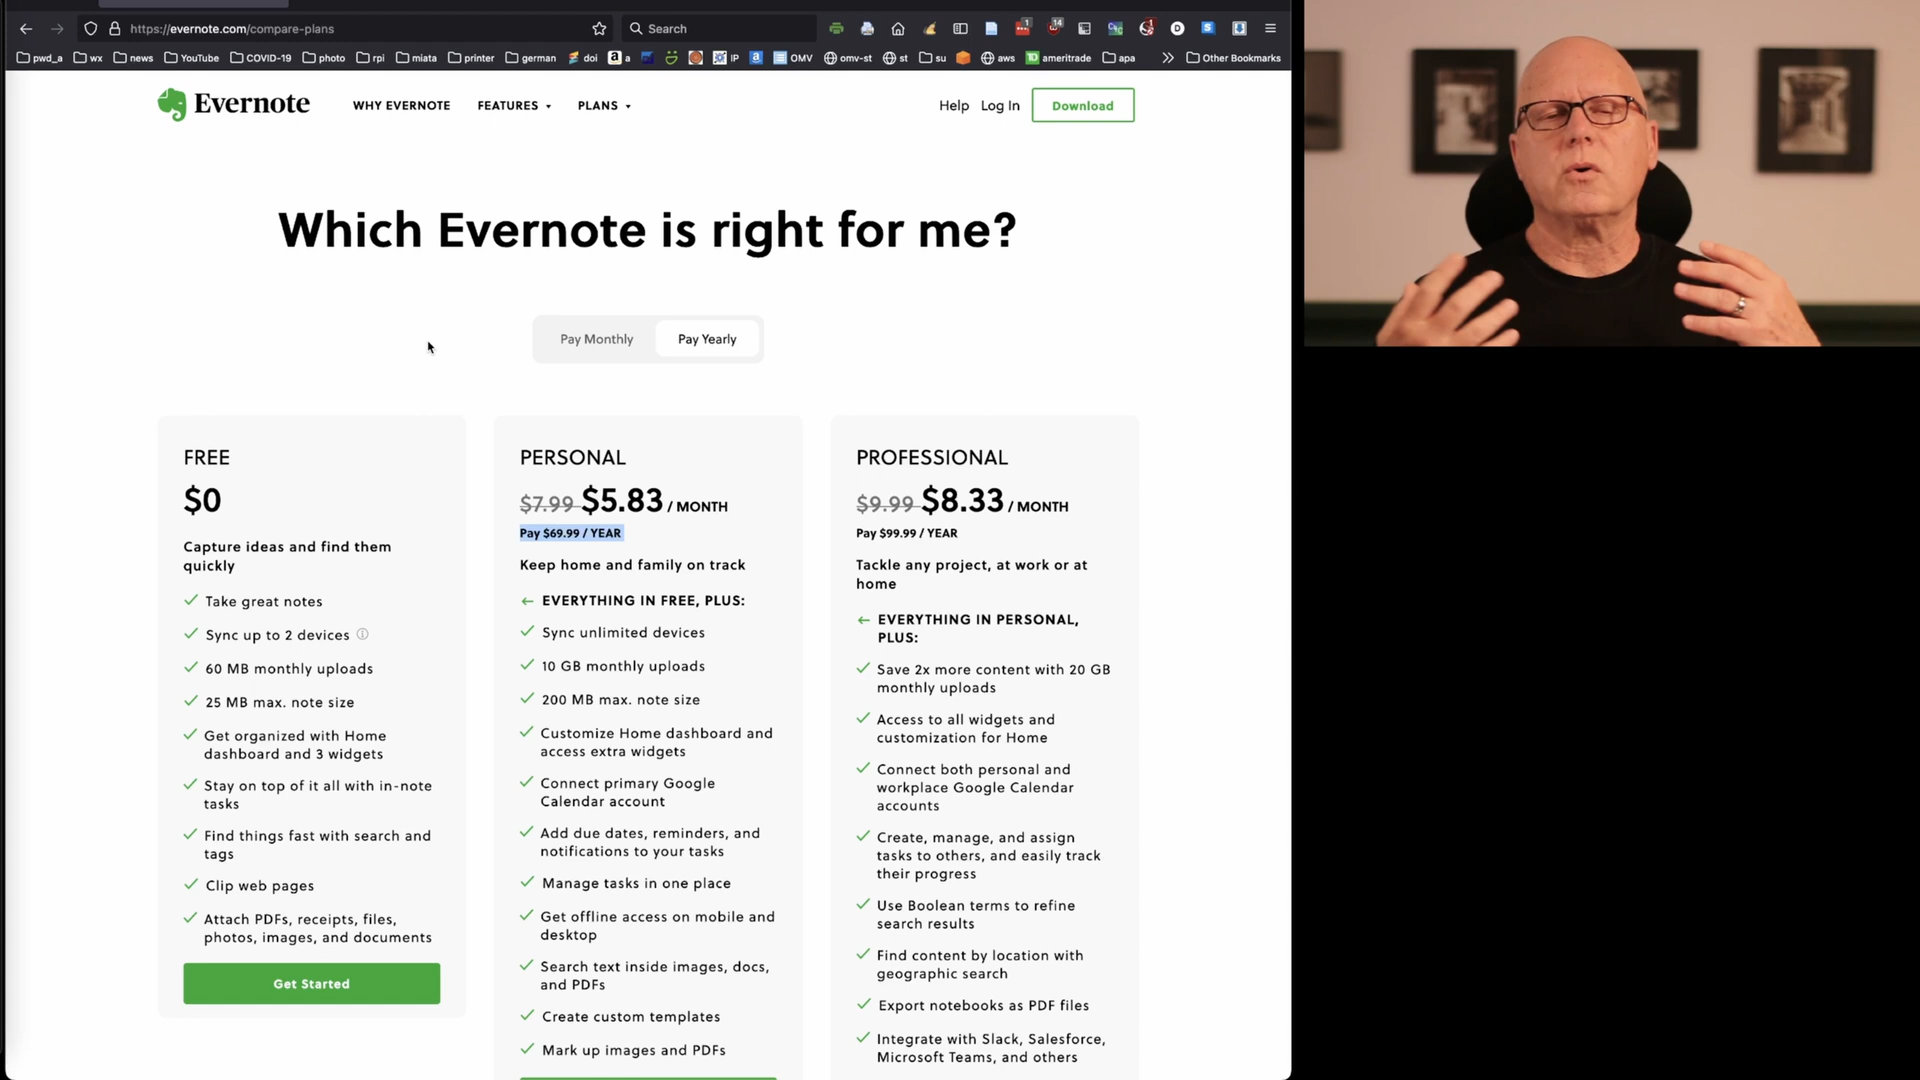 https://evernote.com/compare-plans
Search
1
14
1
pwd_a
wx
news
YouTube
COVID-19
photo
rpi
miata
printer
german
doi
a
a
IP
a
OMV
omv-st
st
su
aws
ameritrade
apa
Other Bookmarks
Evernote
WHY EVERNOTE
FEATURES
PLANS
Help
Log In
Download
Which Evernote is right for me?
Pay Monthly
Pay Yearly
FREE
$0
Capture ideas and find them
quickly
Take great notes
Sync up to 2 devices
60 MB monthly uploads
25 MB max. note size
Get organized with Home
dashboard and 3 widgets
Stay on top of it all with in-note
tasks
Find things fast with search and
tags
Clip web pages
Attach PDFs, receipts, files,
photos, images, and documents
Get Started
PERSONAL
$7.99 $5.83 / MONTH
Pay $69.99 / YEAR
Keep home and family on track
EVERYTHING IN FREE, PLUS:
Sync unlimited devices
10 GB monthly uploads
200 MB max. note size
Customize Home dashboard and
access extra widgets
Connect primary Google
Calendar account
Add due dates, reminders, and
notifications to your tasks
Manage tasks in one place
Get offline access on mobile and
desktop
Search text inside images, docs,
and PDFs
Create custom templates
Mark up images and PDFs
PROFESSIONAL
$9.99 $8.33 / MONTH
Pay $99.99 / YEAR
Tackle any project, at work or at
home
EVERYTHING IN PERSONAL,
PLUS:
Save 2x more content with 20 GB
monthly uploads
Access to all widgets and
customization for Home
Connect both personal and
workplace Google Calendar
accounts
Create, manage, and assign
tasks to others, and easily track
their progress
Use Boolean terms to refine
search results
Find content by location with
geographic search
Export notebooks as PDF files
Integrate with Slack, Salesforce,
Microsoft Teams, and others